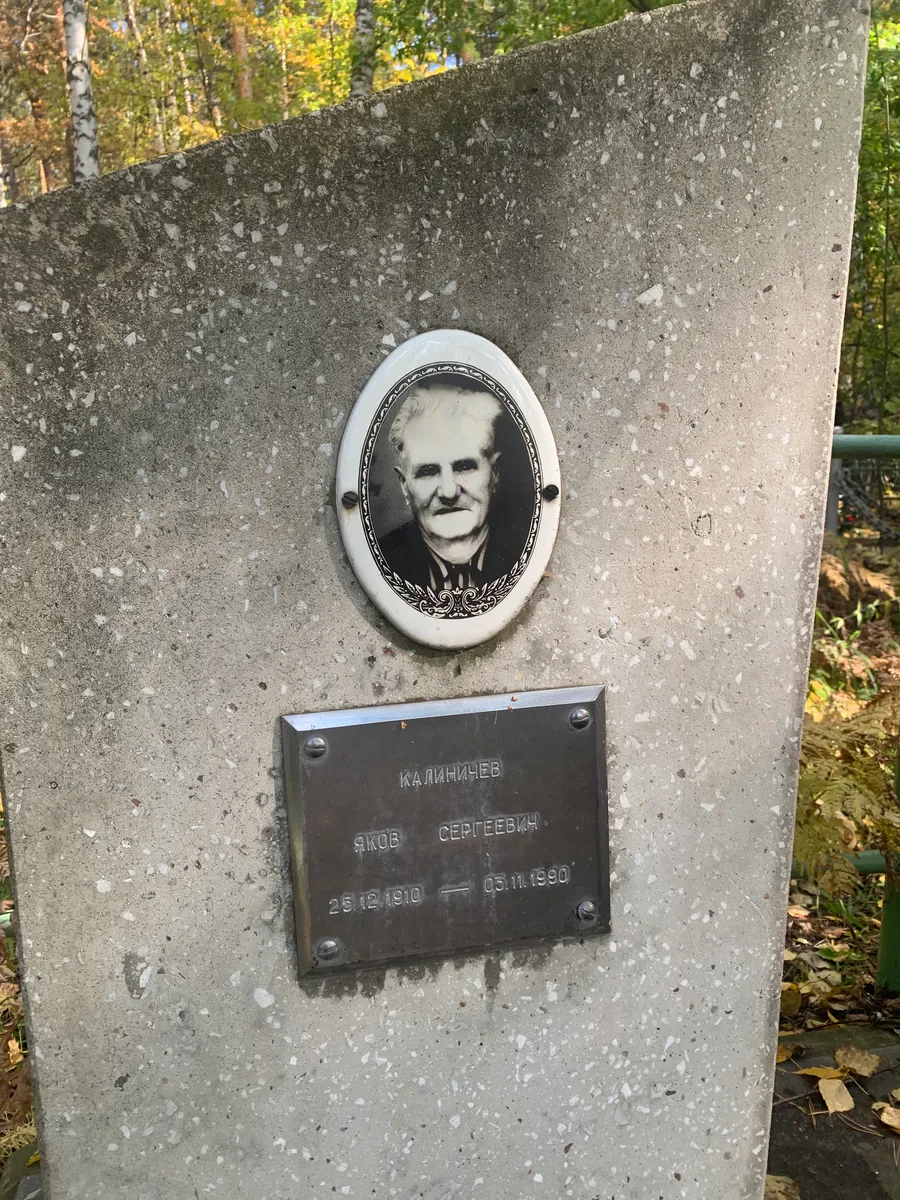 КАЛИНИЧЕВ
ЯКОВ СЕРГЕЕВИЧ
25.12.1910 — 05.11.1990